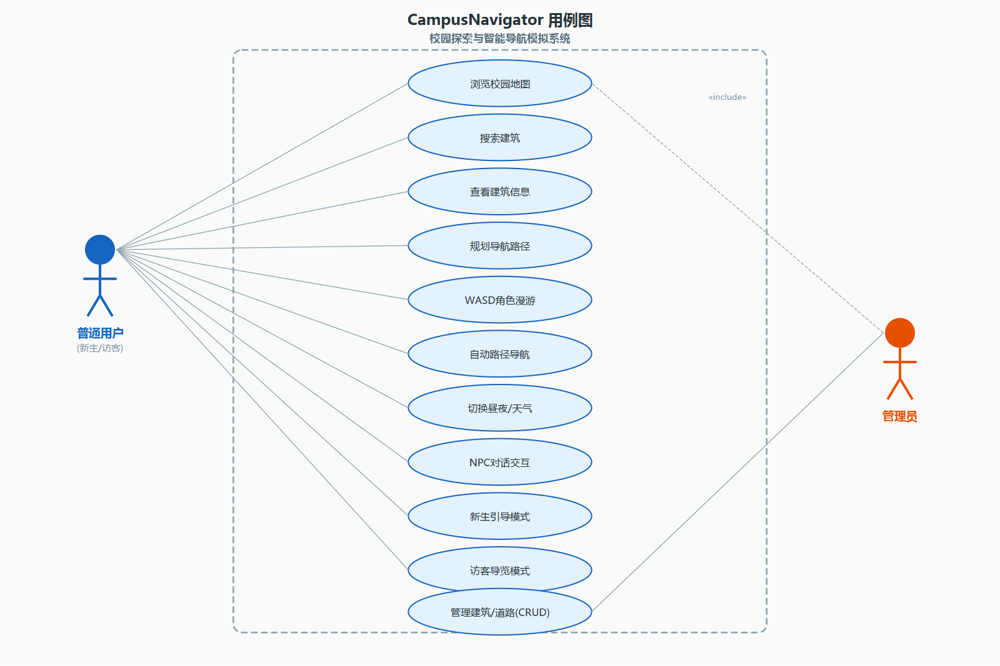 CampusNavigator 用例图
校园探索与智能导航模拟系统
浏览校园地图
«include»
搜索建筑
查看建筑信息
规划导航路径
WASD角色漫游
普通用户
(新生/访客)
自动路径导航
切换昼夜/天气
管理员
NPC对话交互
新生引导模式
访客导览模式
管理建筑/道路(CRUD)